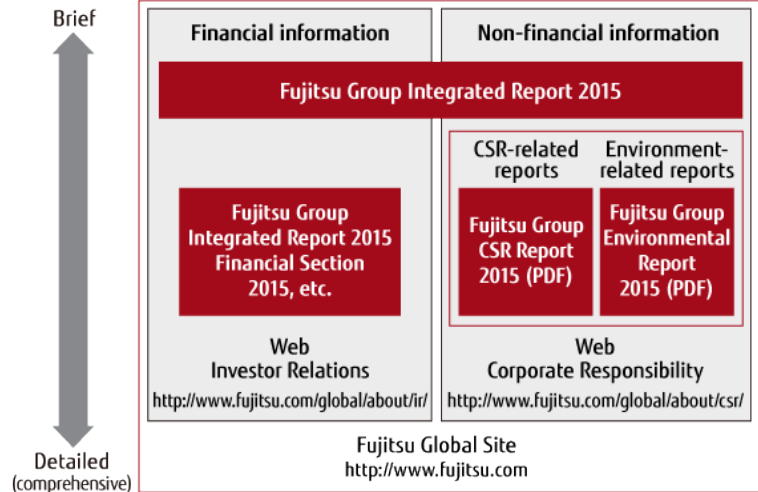 Brief
Financial information
Non-financial information
Fujitsu Group Integrated Report 2015
CSR-related
reports
Environment-
related reports
Fujitsu Group
Integrated Report 2015
Financial Section
2015, etc.
Fujitsu Group
CSR Report
2015 (PDF)
Fujitsu Group
Environmental
Report
2015 (PDF)
Web
Investor Relations
http://www.fujitsu.com/global/about/ir/
Web
Corporate Responsibility
http://www.fujitsu.com/global/about/csr/
Detailed
(comprehensive)
Fujitsu Global Site
http://www.fujitsu.com